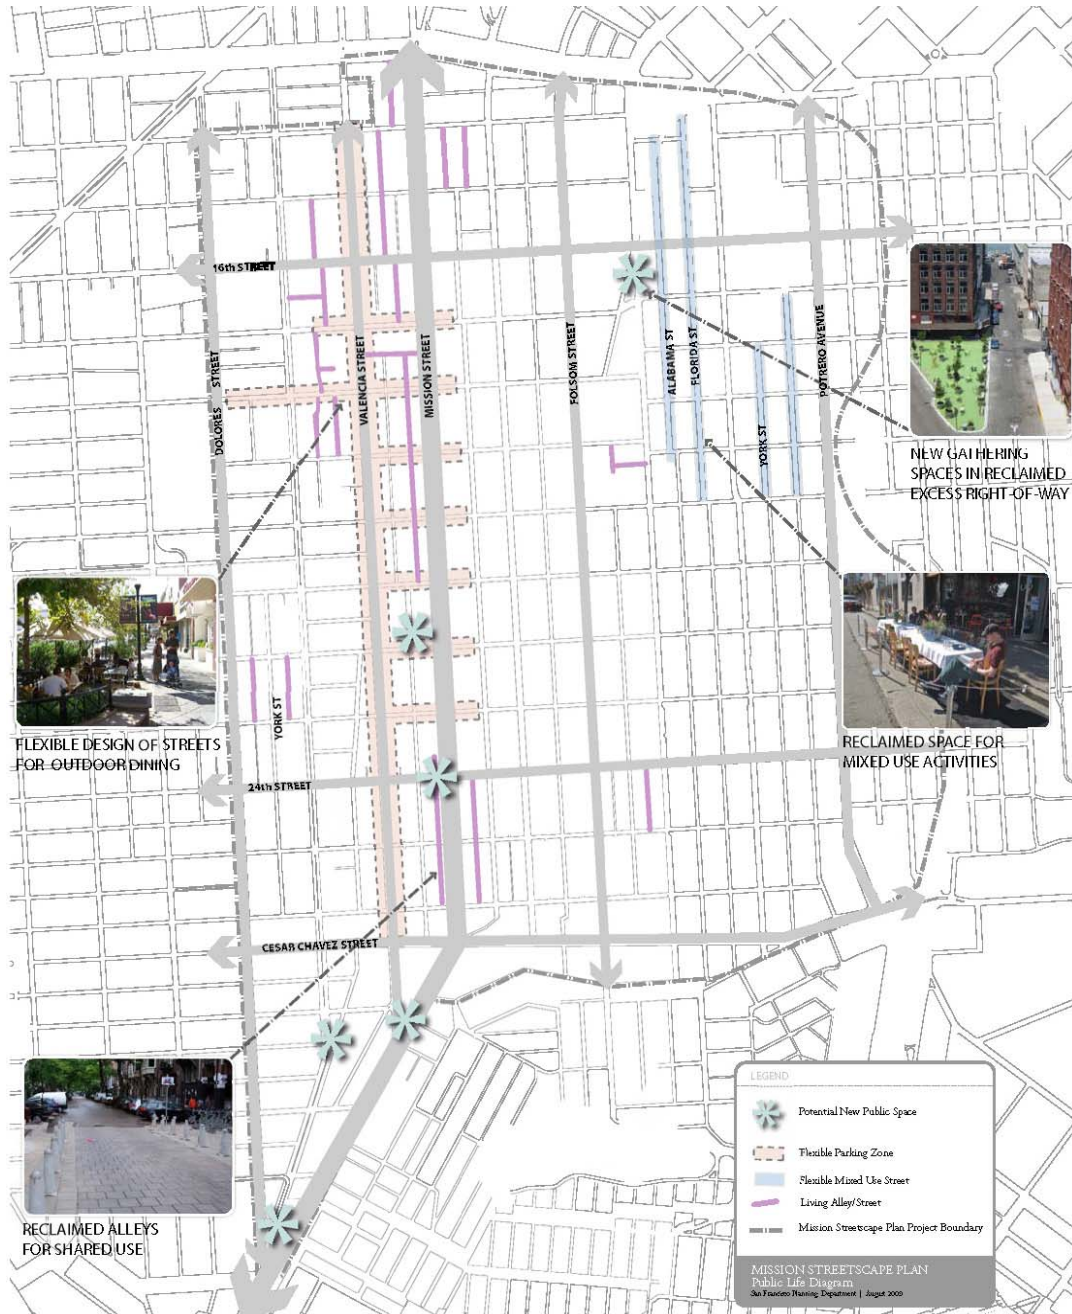 16th STREET
DOLORES STREET
VALENCIA STREET
MISSION STREET
FOLSOM STREET
ALABAMA ST
FLORIDA ST
YORK ST
POTRERO AVENUE
NEW GATHERING
SPACES IN RECLAIMED
EXCESS RIGHT-OF-WAY
FLEXIBLE DESIGN OF STREETS
FOR OUTDOOR DINING
YORK ST
RECLAIMED SPACE FOR
MIXED USE ACTIVITIES
24th STREET
CESAR CHAVEZ STREET
RECLAIMED ALLEYS
FOR SHARED USE
LEGEND
Potential New Public Space
Flexible Parking Zone
Flexible Mixed Use Street
Living Alley/Street
Mission Streetscape Plan Project Boundary
MISSION STREETSCAPE PLAN
Public Life Diagram
San Francisco Planning Department | August 2009